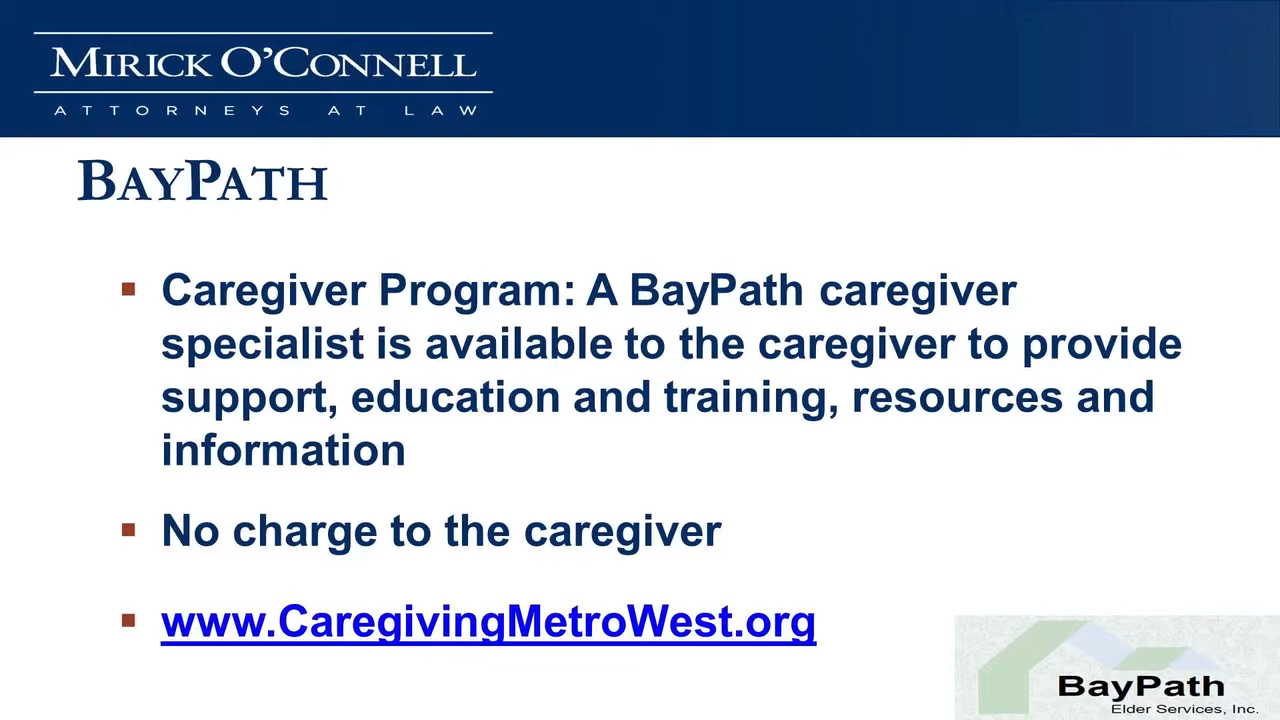 MIRICK O'CONNELL
ATTORNEYS AT LAW
BAYPATH
Caregiver Program: A BayPath caregiver
specialist is available to the caregiver to provide
support, education and training, resources and
information
No charge to the caregiver
www.CaregivingMetroWest.org
BayPath
Elder Services, Inc.